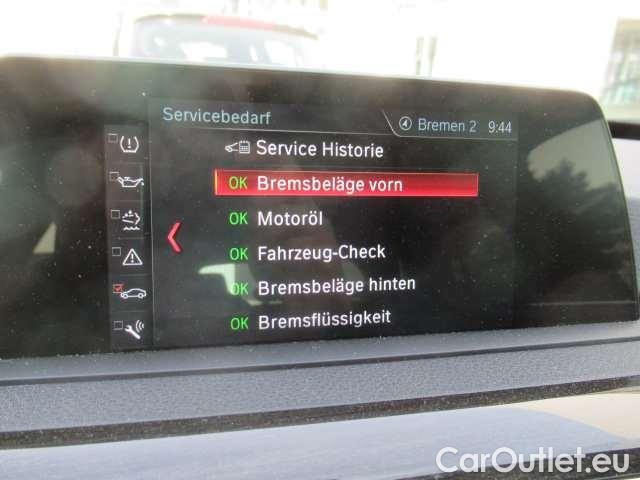 Servicebedarf
Bremen 2 9:44
Service Historie
OK Bremsbeläge vorn
OK Motoröl
OK Fahrzeug-Check
OK Bremsbeläge hinten
OK Bremsflüssigkeit
CarOutlet.eu